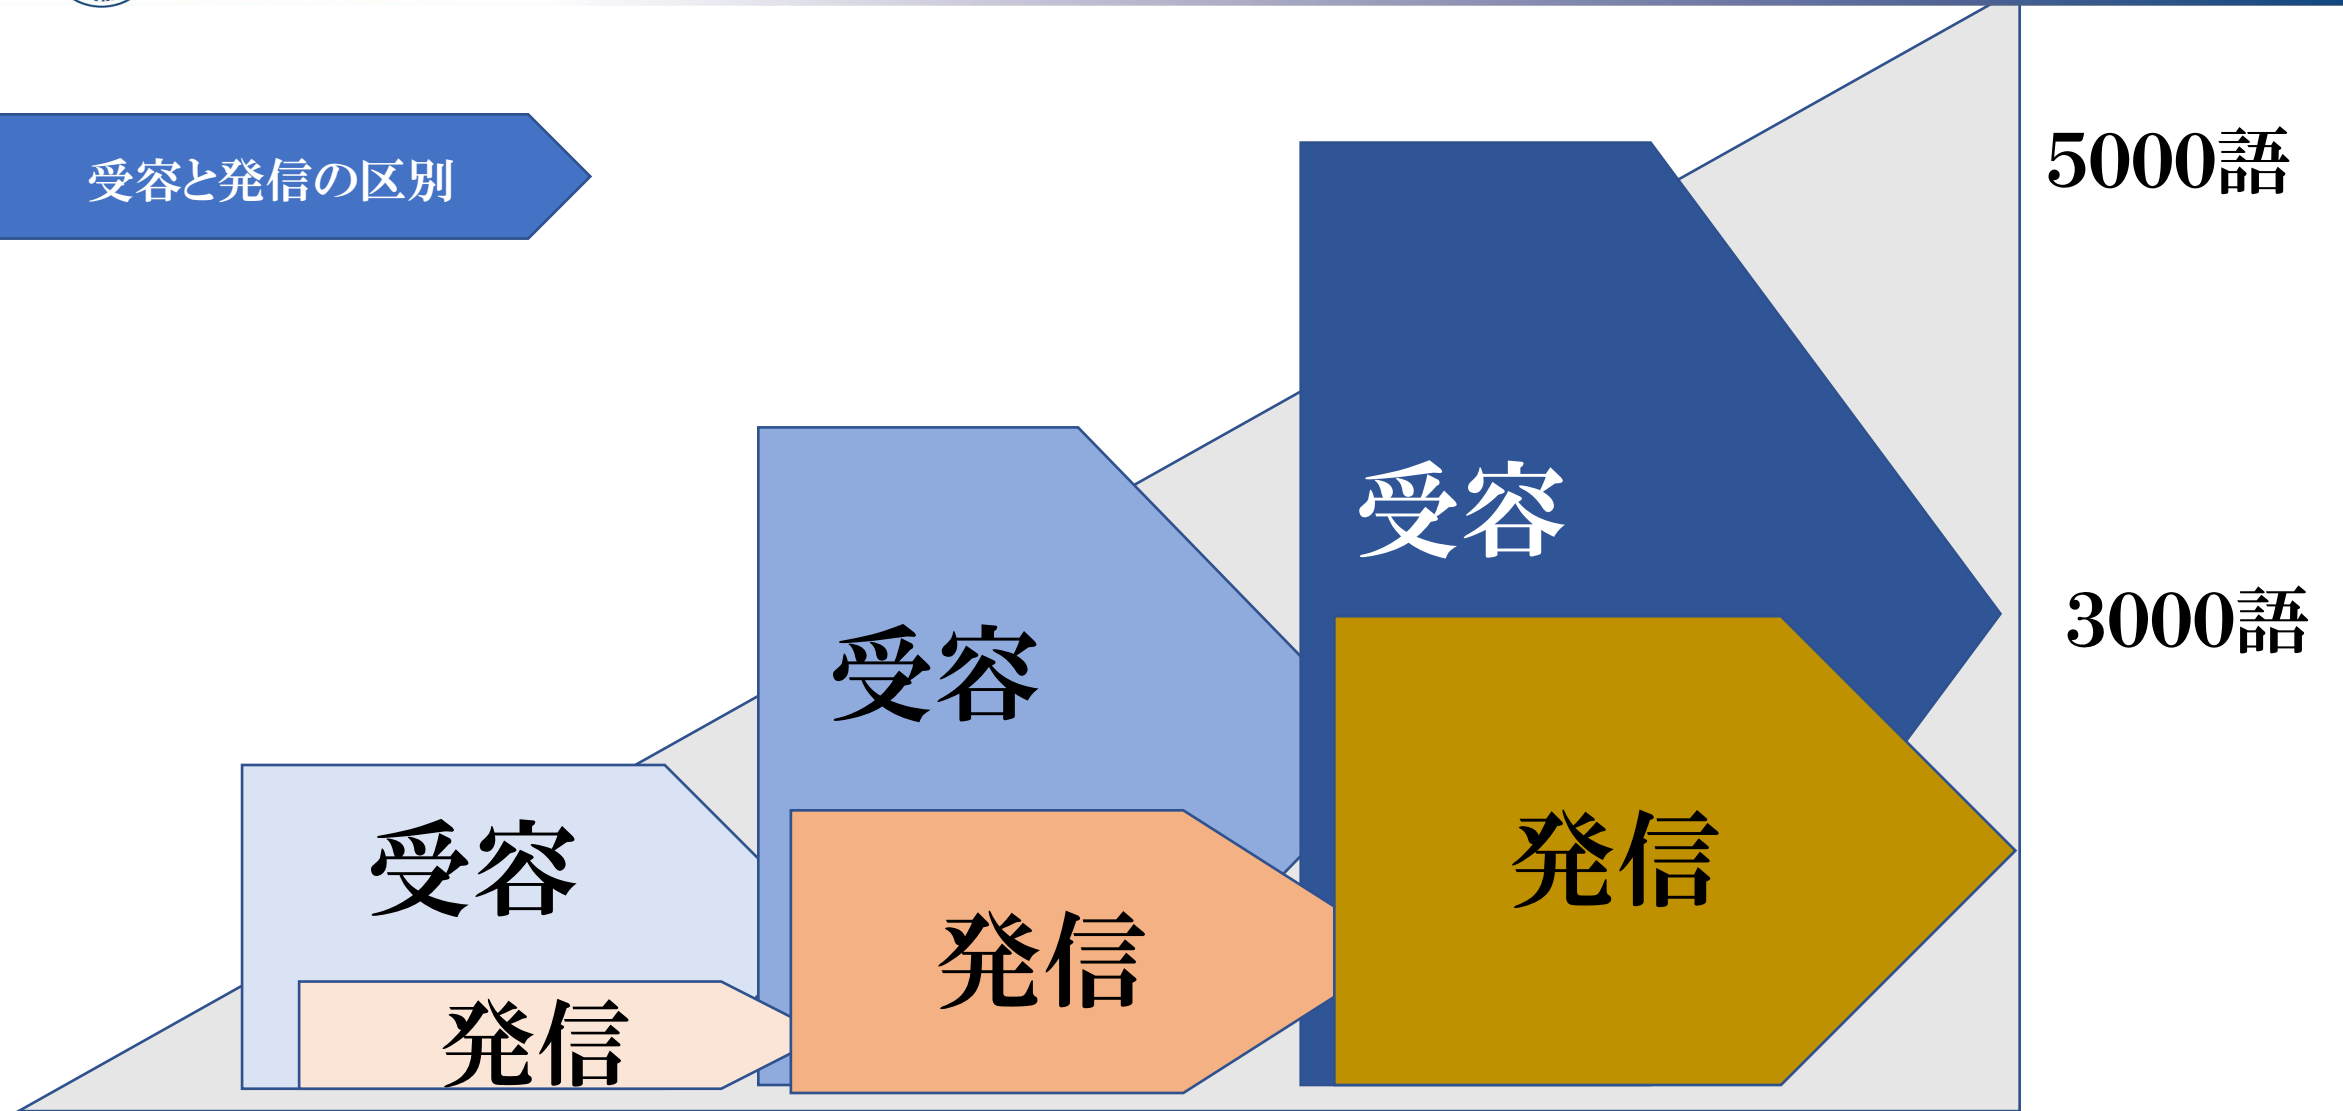 受容と発信の区別
5000語
受容
3000語
受容
発信
受容
発信
発信